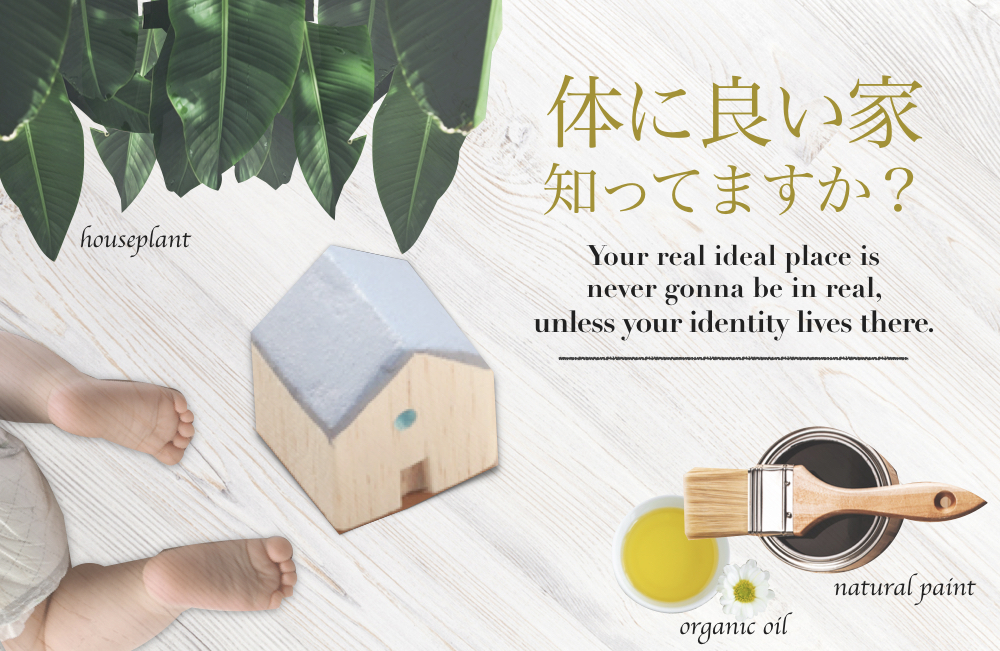 体に良い家
知ってますか？
Your real ideal place is
never gonna be in real,
unless your identity lives there.
houseplant
natural paint
organic oil